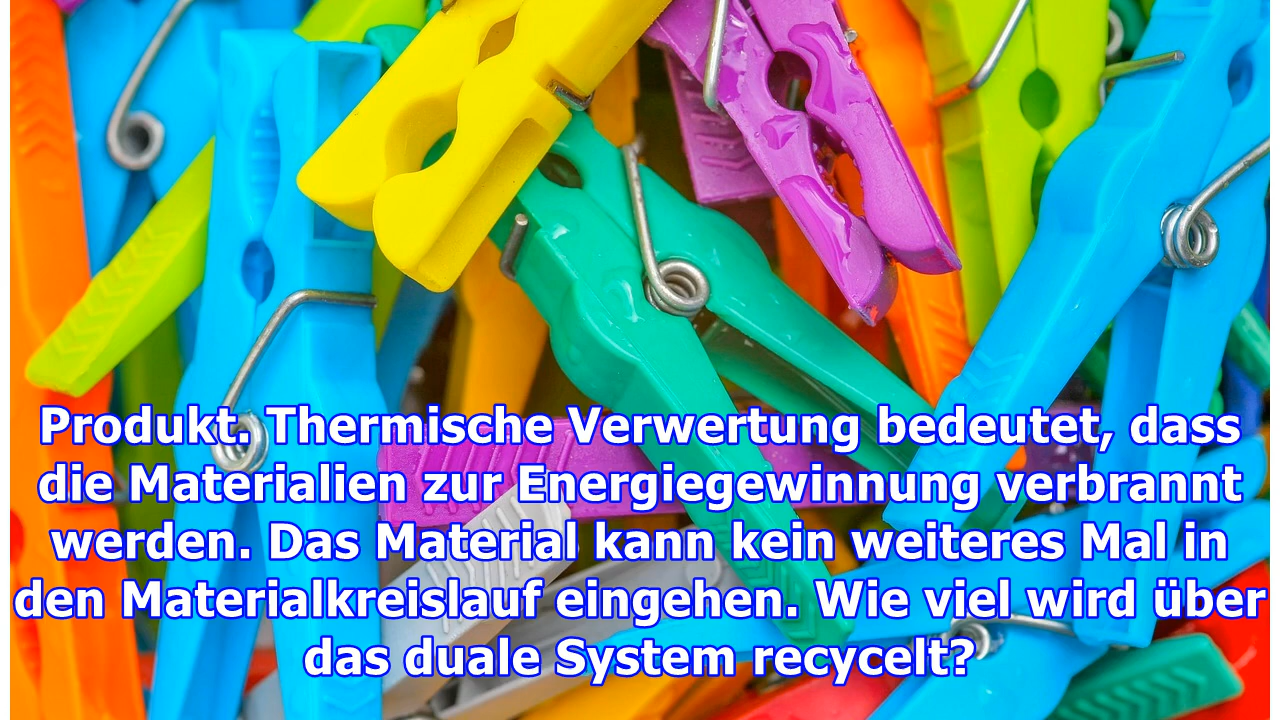 Produkt. Thermische Verwertung bedeutet, dass
die Materialien zur Energiegewinnung verbrannt
werden. Das Material kann kein weiteres Mal in
den Materialkreislauf eingehen. Wie viel wird über
das duale System recycelt?